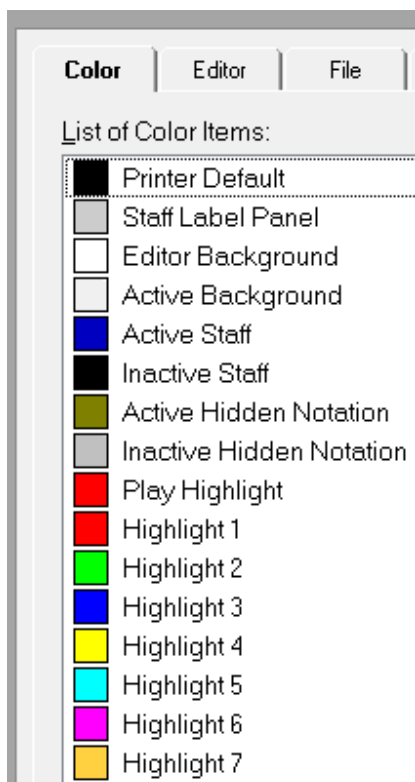 Color Editor File
List of Color Items:
Printer Default
Staff Label Panel
Editor Background
Active Background
Active Staff
Inactive Staff
Active Hidden Notation
Inactive Hidden Notation
Play Highlight
Highlight 1
Highlight 2
Highlight 3
Highlight 4
Highlight 5
Highlight 6
Highlight 7